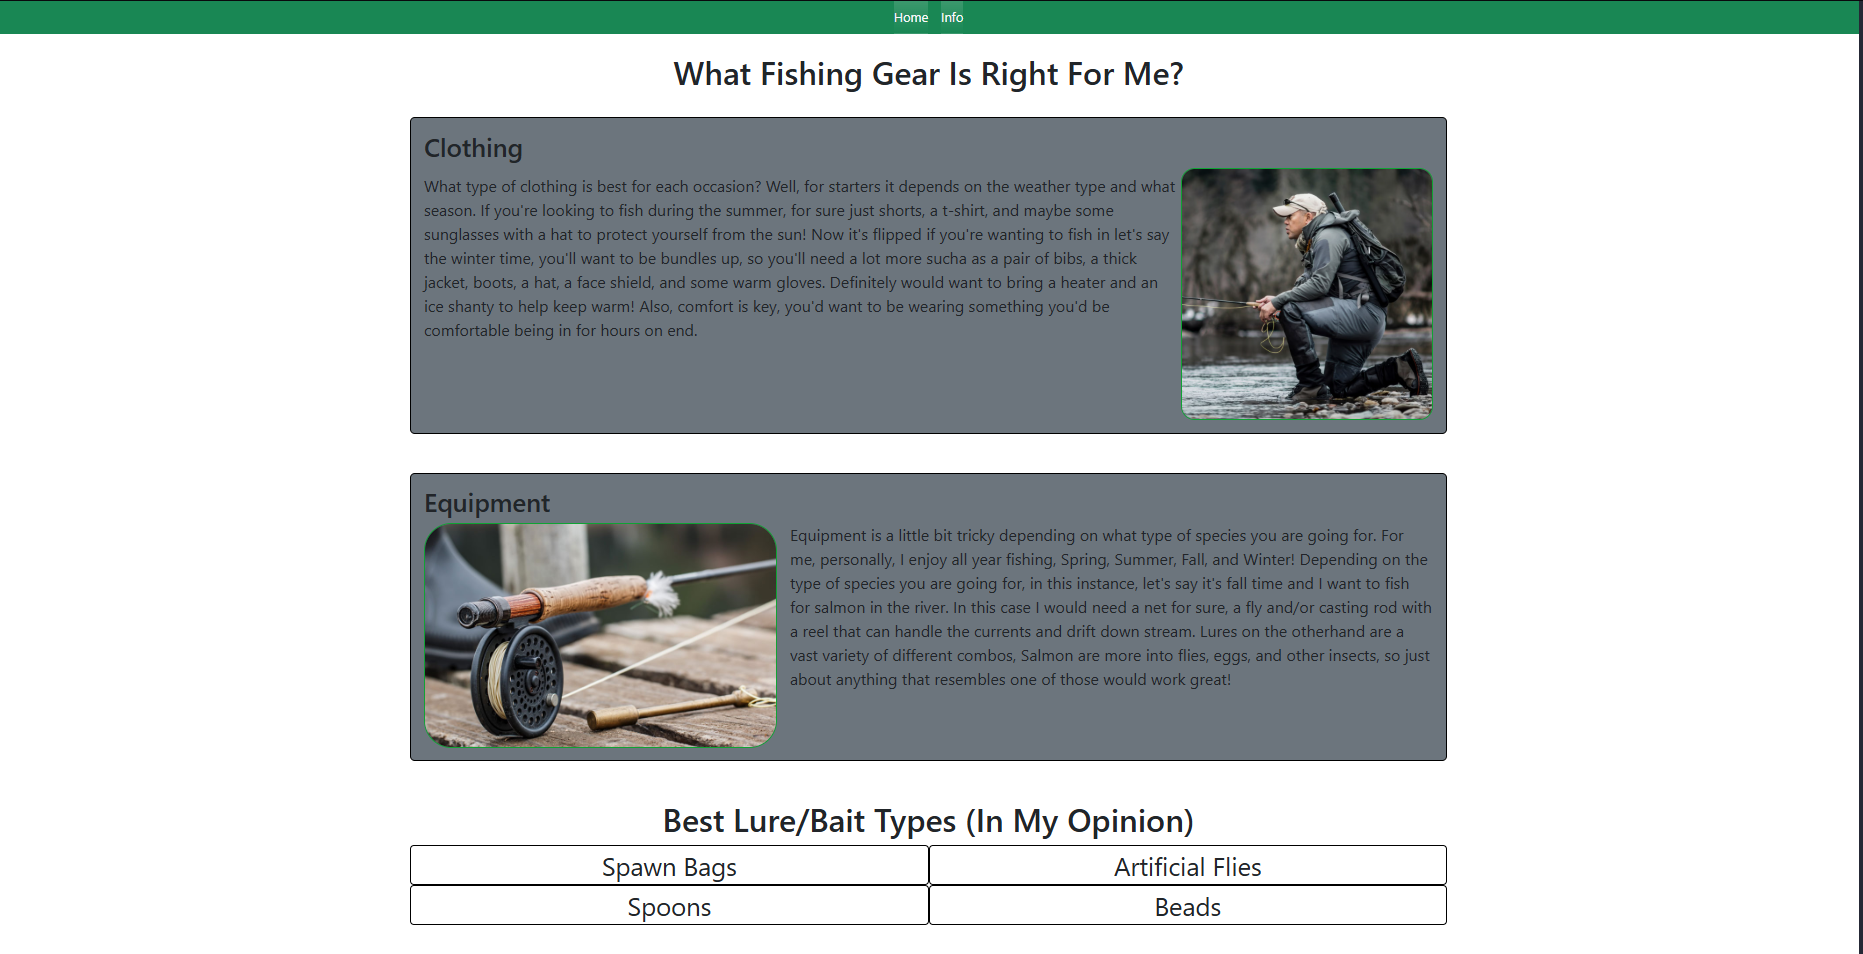 Home Info
What Fishing Gear Is Right For Me?
Clothing
What type of clothing is best for each occasion? Well, for starters it depends on the weather type and what
season. If you're looking to fish during the summer, for sure just shorts, a t-shirt, and maybe some
sunglasses with a hat to protect yourself from the sun! Now it's flipped if you're wanting to fish in let's say
the winter time, you'll want to be bundles up, so you'll need a lot more sucha as a pair of bibs, a thick
jacket, boots, a hat, a face shield, and some warm gloves. Definitely would want to bring a heater and an
ice shanty to help keep warm! Also, comfort is key, you'd want to be wearing something you'd be
comfortable being in for hours on end.
Equipment
Equipment is a little bit tricky depending on what type of species you are going for. For
me, personally, I enjoy all year fishing, Spring, Summer, Fall, and Winter! Depending on the
type of species you are going for, in this instance, let's say it's fall time and I want to fish
for salmon in the river. In this case I would need a net for sure, a fly and/or casting rod with
a reel that can handle the currents and drift down stream. Lures on the otherhand are a
vast variety of different combos, Salmon are more into flies, eggs, and other insects, so just
about anything that resembles one of those would work great!
Best Lure/Bait Types (In My Opinion)
Spawn Bags Artificial Flies
Spoons Beads